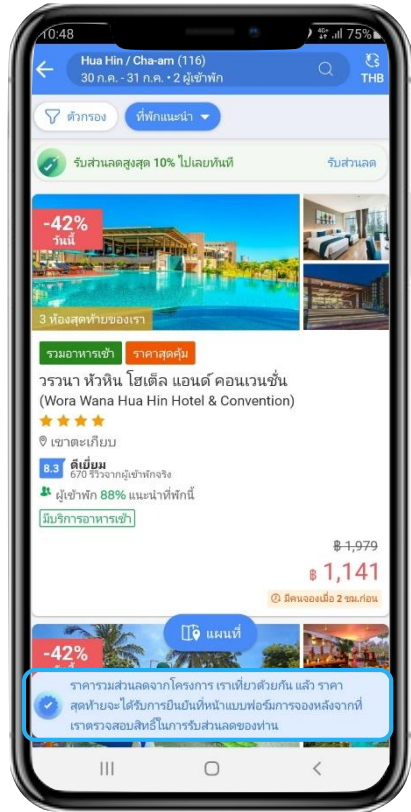 10:48
4G+ 75%
Hua Hin / Cha-am (116)
30 ก.ค. - 31 ก.ค. • 2 ผู้เข้าพัก
THB
ตัวกรอง
ที่พักแนะนำ
รับส่วนลดสูงสุด 10% ไปเลยทันที
รับส่วนลด
-42%
วันนี้
3 ห้องสุดท้ายของเรา
รวมอาหารเช้า
ราคาสุดคุ้ม
วรวนา หัวหิน โฮเต็ล แอนด์ คอนเวนชั่น
(Wora Wana Hua Hin Hotel & Convention)
เขาตะเกียบ
8.3 ดีเยี่ยม
670 รีวิวจากผู้เข้าพักจริง
ผู้เข้าพัก 88% แนะนำที่พักนี้
มีบริการอาหารเช้า
฿ 1,979
฿ 1,141
มีคนจองเมื่อ 2 ชม.ก่อน
แผนที่
-42%
ราคารวมส่วนลดจากโครงการ เราเที่ยวด้วยกัน แล้ว ราคา
สุดท้ายจะได้รับการยืนยันที่หน้าแบบฟอร์มการจองหลังจากที่
เราตรวจสอบสิทธิ์ในการรับส่วนลดของท่าน